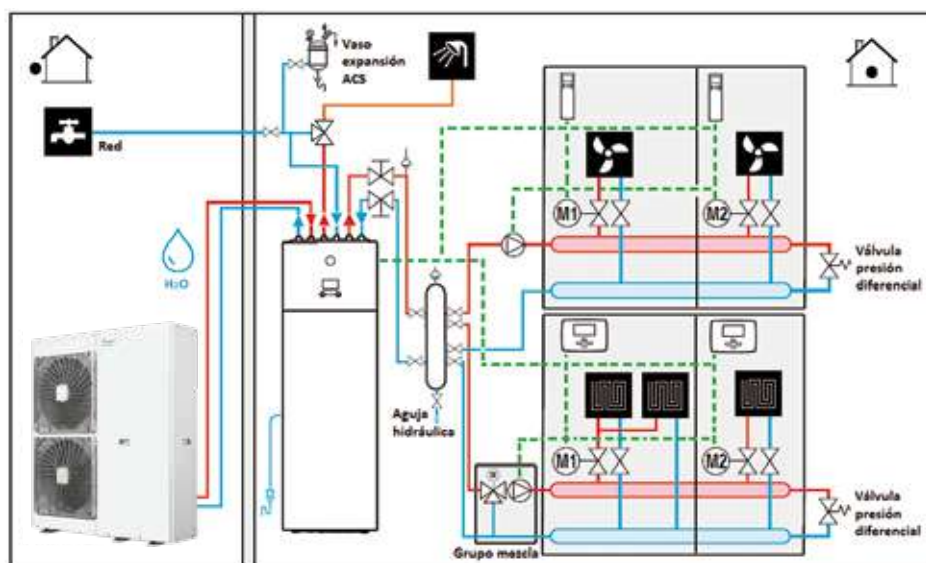 Vaso
expansión
ACS
Red
H₂O
M1
M2
Válvula
presión
diferencial
Aguja
hidráulica
M1
M2
Válvula
presión
diferencial
Grupo mezcla